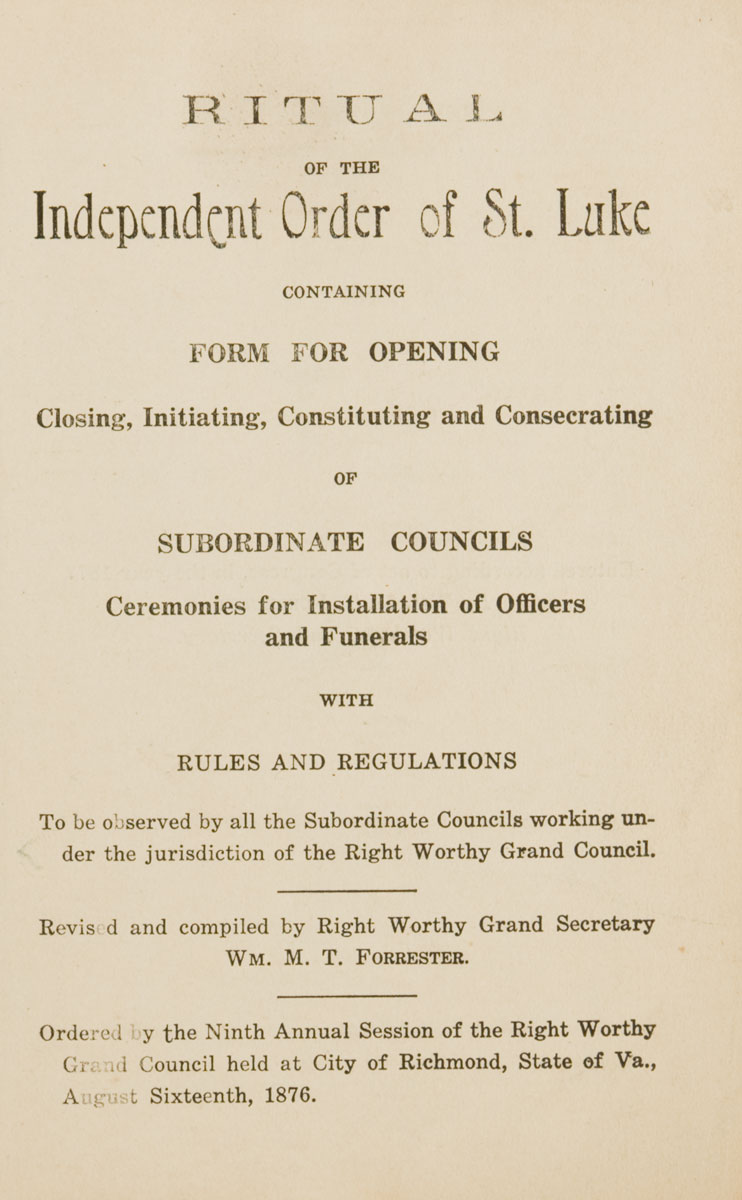 RITUAL
OF THE
Independent Order of St. Luke
CONTAINING
FORM FOR OPENING
Closing, Initiating, Constituting and Consecrating
OF
SUBORDINATE COUNCILS
Ceremonies for Installation of Officers
and Funerals
WITH
RULES AND REGULATIONS
To be observed by all the Subordinate Councils working un-
der the jurisdiction of the Right Worthy Grand Council.
Revised and compiled by Right Worthy Grand Secretary
WM. M. T. FORRESTER.
Ordered by the Ninth Annual Session of the Right Worthy
Grand Council held at City of Richmond, State of Va.,
August Sixteenth, 1876.